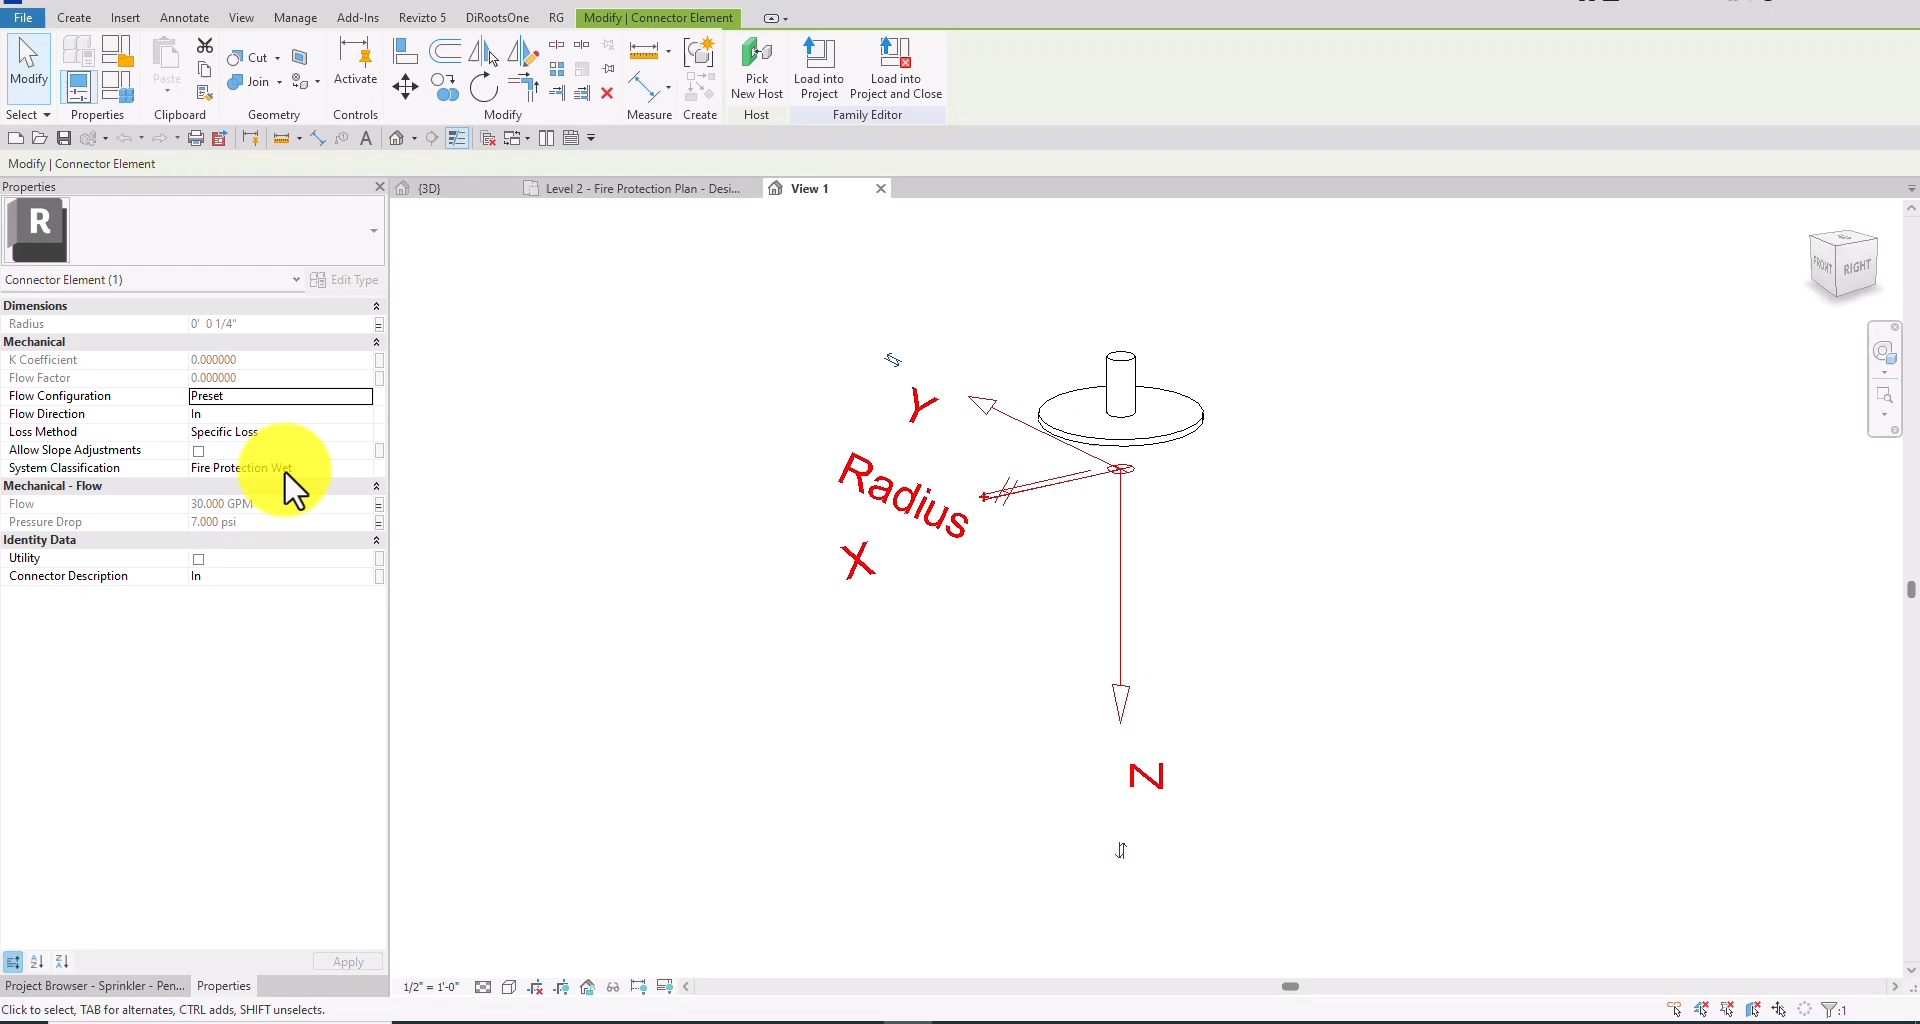 File Create Insert Annotate View Manage Add-Ins Revizto 5 DiRootsOne RG Modify | Connector Element
Modify
Paste
Cut
Join
Activate
Pick New Host
Load into Project
Load into Project and Close
Select Properties Clipboard Geometry Controls Modify Measure Create Host Family Editor
A
Modify | Connector Element
Properties
{3D} Level 2 - Fire Protection Plan - Desi... View 1
R
Connector Element (1) Edit Type
Dimensions
Radius 0' 0 1/4"
Mechanical
K Coefficient 0.000000
Flow Factor 0.000000
Flow Configuration Preset
Flow Direction In
Loss Method Specific Loss
Allow Slope Adjustments
System Classification Fire Protection Wet
Mechanical - Flow
Flow 30.000 GPM
Pressure Drop 7.000 psi
Identity Data
Utility
Connector Description In
Y
Radius
X
Z
FRONT RIGHT
Apply
Project Browser - Sprinkler - Pen... Properties
1/2" = 1'-0"
Click to select, TAB for alternates, CTRL adds, SHIFT unselects.
:1